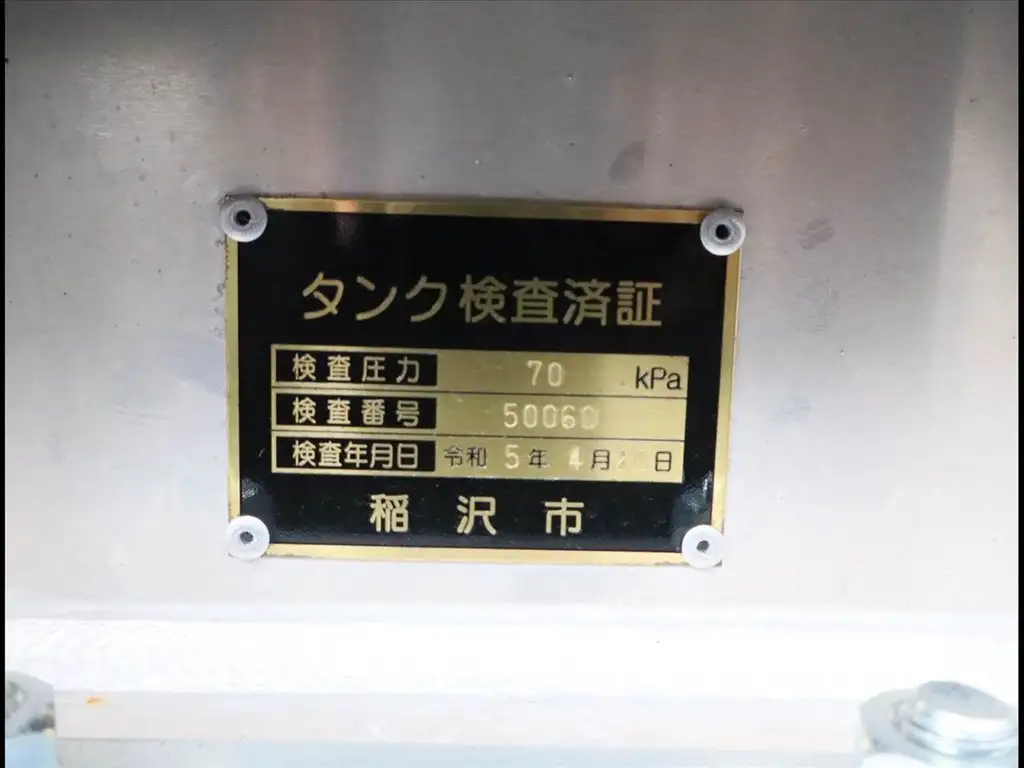 タンク検査済証
検査圧力 70 kPa
検査番号 50060
検査年月日 令和 5年 4月 日
稲沢市